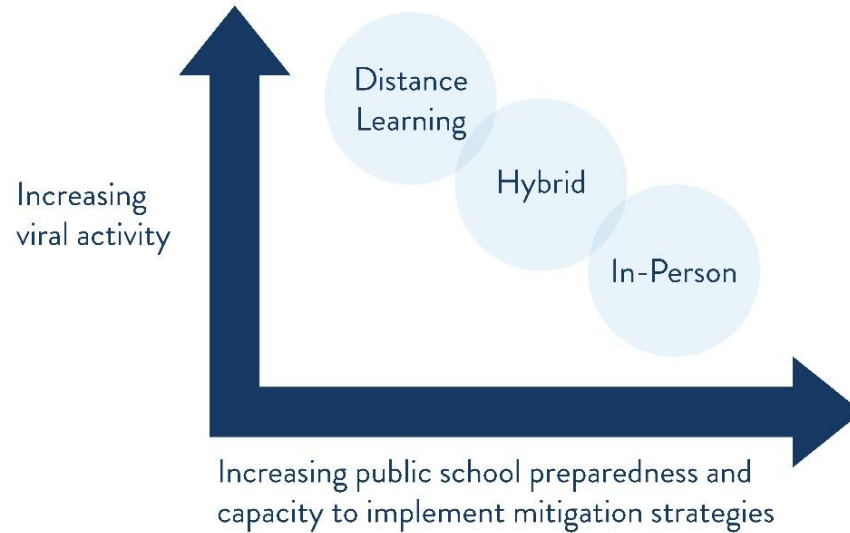 Distance
Learning
Hybrid
Increasing
viral activity
In-Person
Increasing public school preparedness and
capacity to implement mitigation strategies